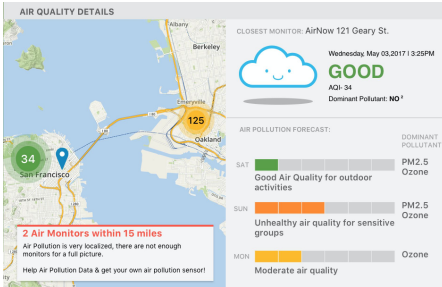 AIR QUALITY DETAILS
Albany
Berkeley
Emeryville
125
Oakland
34
San Francisco
2 Air Monitors within 15 miles
Air Pollution is very localized, there are not enough
monitors for a full picture.
Help Air Pollution Data & get your own air pollution sensor!
CLOSEST MONITOR: AirNow 121 Geary St.
Wednesday, May 03,2017 | 3:25PM
GOOD
AQI- 34
Dominant Pollutant: NO
AIR POLLUTION FORECAST:
DOMINANT
POLLUTANT
SAT
PM2.5
Ozone
Good Air Quality for outdoor
activities
SUN
PM2.5
Ozone
Unhealthy air quality for sensitive
groups
MON
Ozone
Moderate air quality